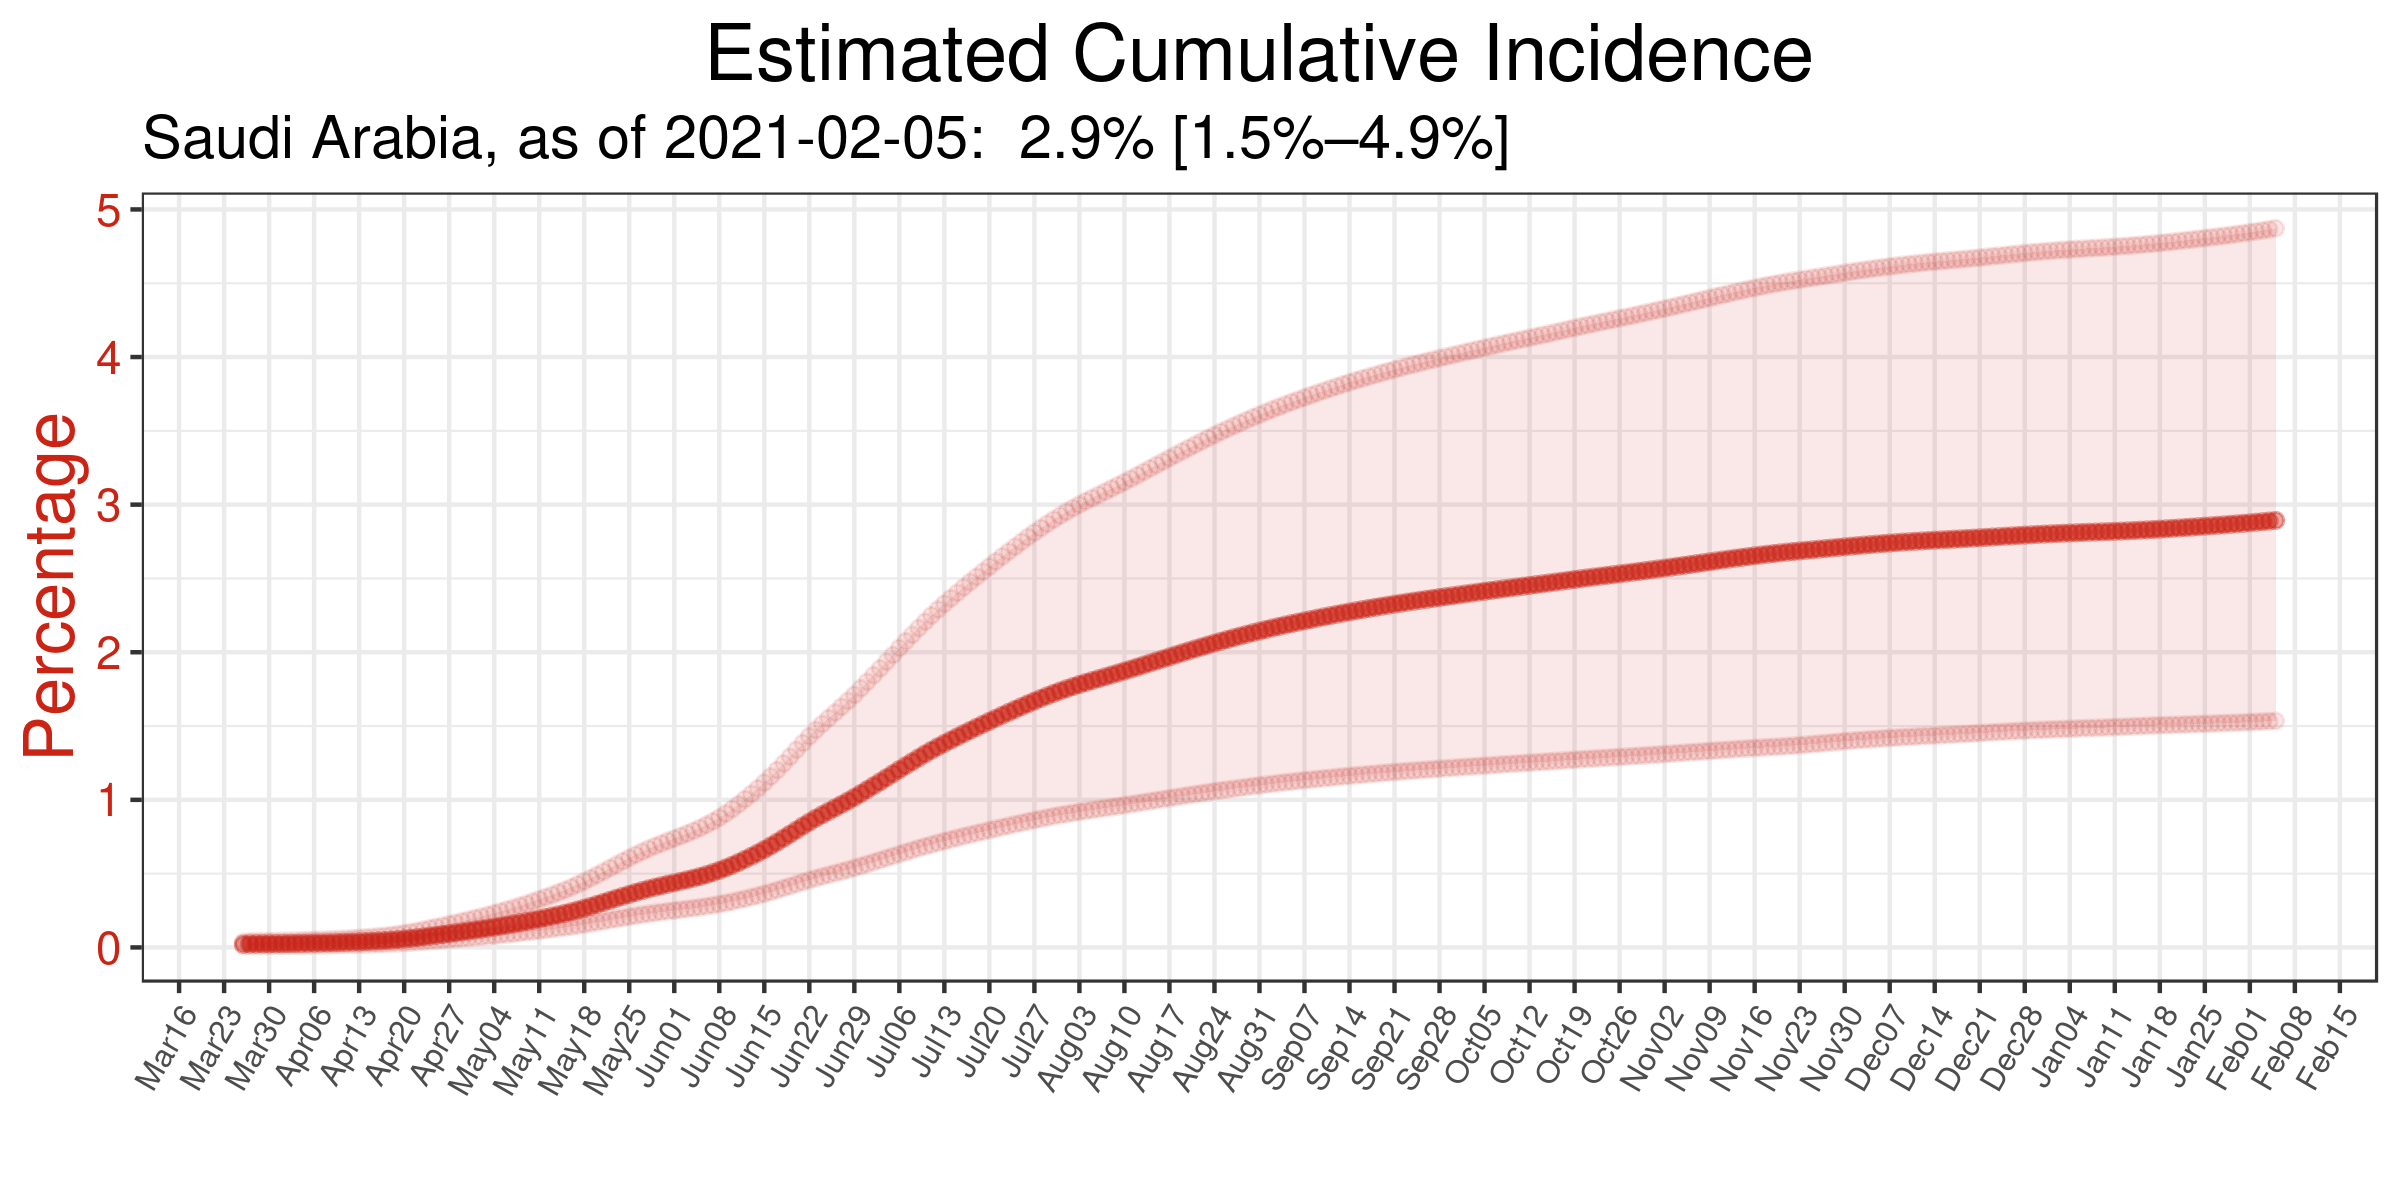 Estimated Cumulative Incidence
Saudi Arabia, as of 2021-02-05:  2.9% [1.5%–4.9%]
Percentage
5
4
3
2
1
0
Mar16
Mar23
Mar30
Apr06
Apr13
Apr20
Apr27
May04
May11
May18
May25
Jun01
Jun08
Jun15
Jun22
Jun29
Jul06
Jul13
Jul20
Jul27
Aug03
Aug10
Aug17
Aug24
Aug31
Sep07
Sep14
Sep21
Sep28
Oct05
Oct12
Oct19
Oct26
Nov02
Nov09
Nov16
Nov23
Nov30
Dec07
Dec14
Dec21
Dec28
Jan04
Jan11
Jan18
Jan25
Feb01
Feb08
Feb15